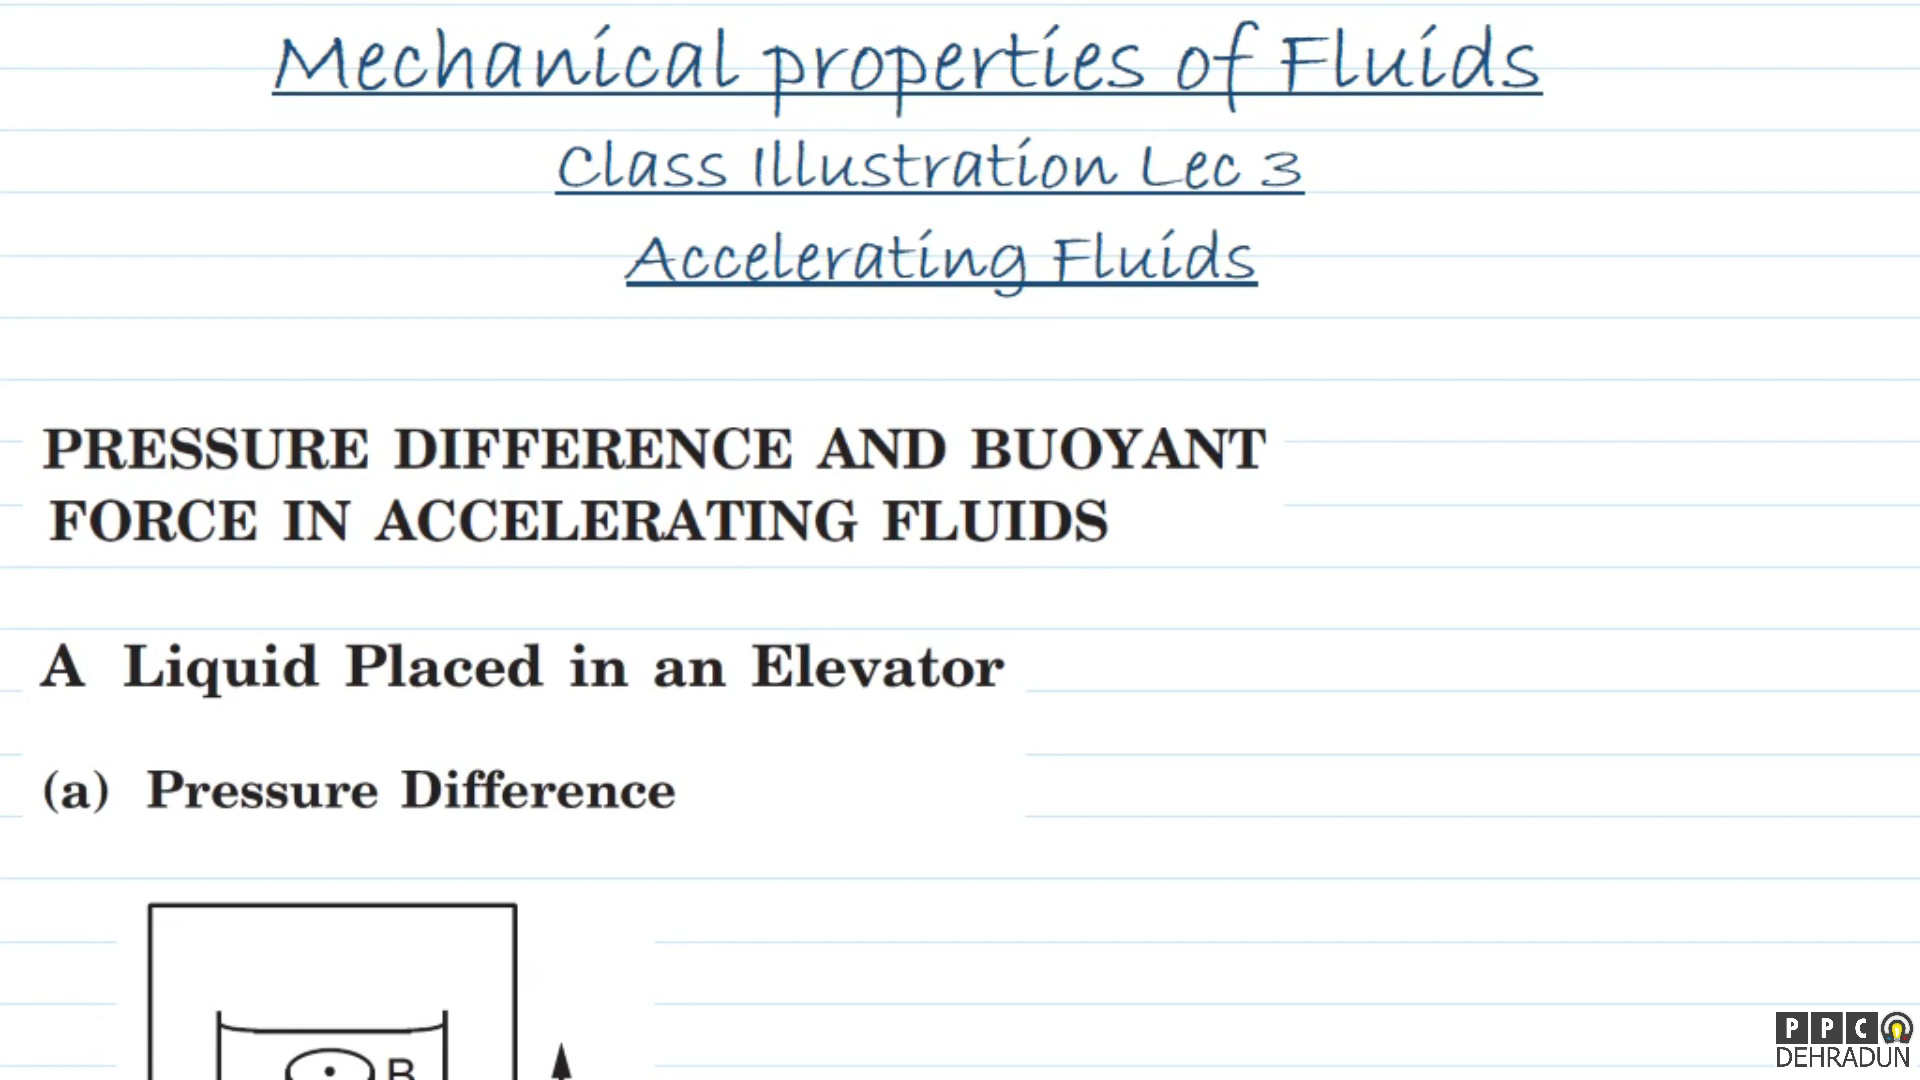 Mechanical properties of Fluids
Class Illustration Lec 3
Accelerating Fluids
PRESSURE DIFFERENCE AND BUOYANT
FORCE IN ACCELERATING FLUIDS
A Liquid Placed in an Elevator
(a) Pressure Difference
B
PPC
DEHRADUN